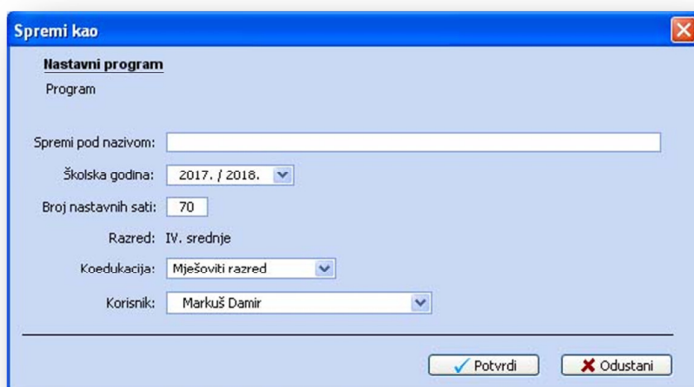 Spremi kao
Nastavni program
Program
Spremi pod nazivom:
Školska godina: 2017. / 2018.
Broj nastavnih sati: 70
Razred: IV. srednje
Koedukacija: Mješoviti razred
Korisnik: Markuš Damir
Potvrdi Odustani